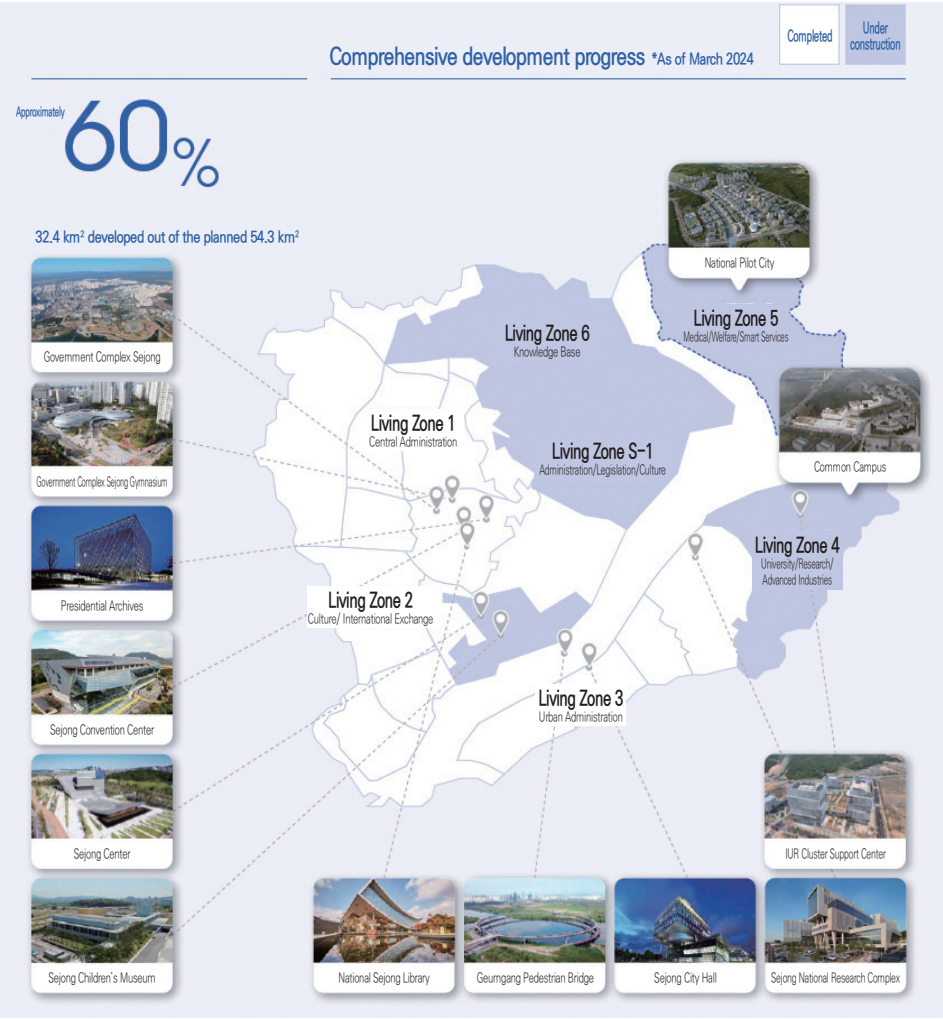 Completed
Under
construction
Comprehensive development progress *As of March 2024
Approximately
60%
32.4 km² developed out of the planned 54.3 km²
National Pilot City
Government Complex Sejong
Government Complex Sejong Gymnasium
Presidential Archives
Sejong Convention Center
Sejong Center
Sejong Children's Museum
Living Zone 6
Knowledge Base
Living Zone 5
Medical/Welfare/Smart Services
Living Zone 1
Central Administration
Living Zone S-1
Administration/Legislation/Culture
Common Campus
Living Zone 4
University/Research/
Advanced Industries
Living Zone 2
Culture/ International Exchange
Living Zone 3
Urban Administration
IUR Cluster Support Center
National Sejong Library
Geumgang Pedestrian Bridge
Sejong City Hall
Sejong National Research Complex